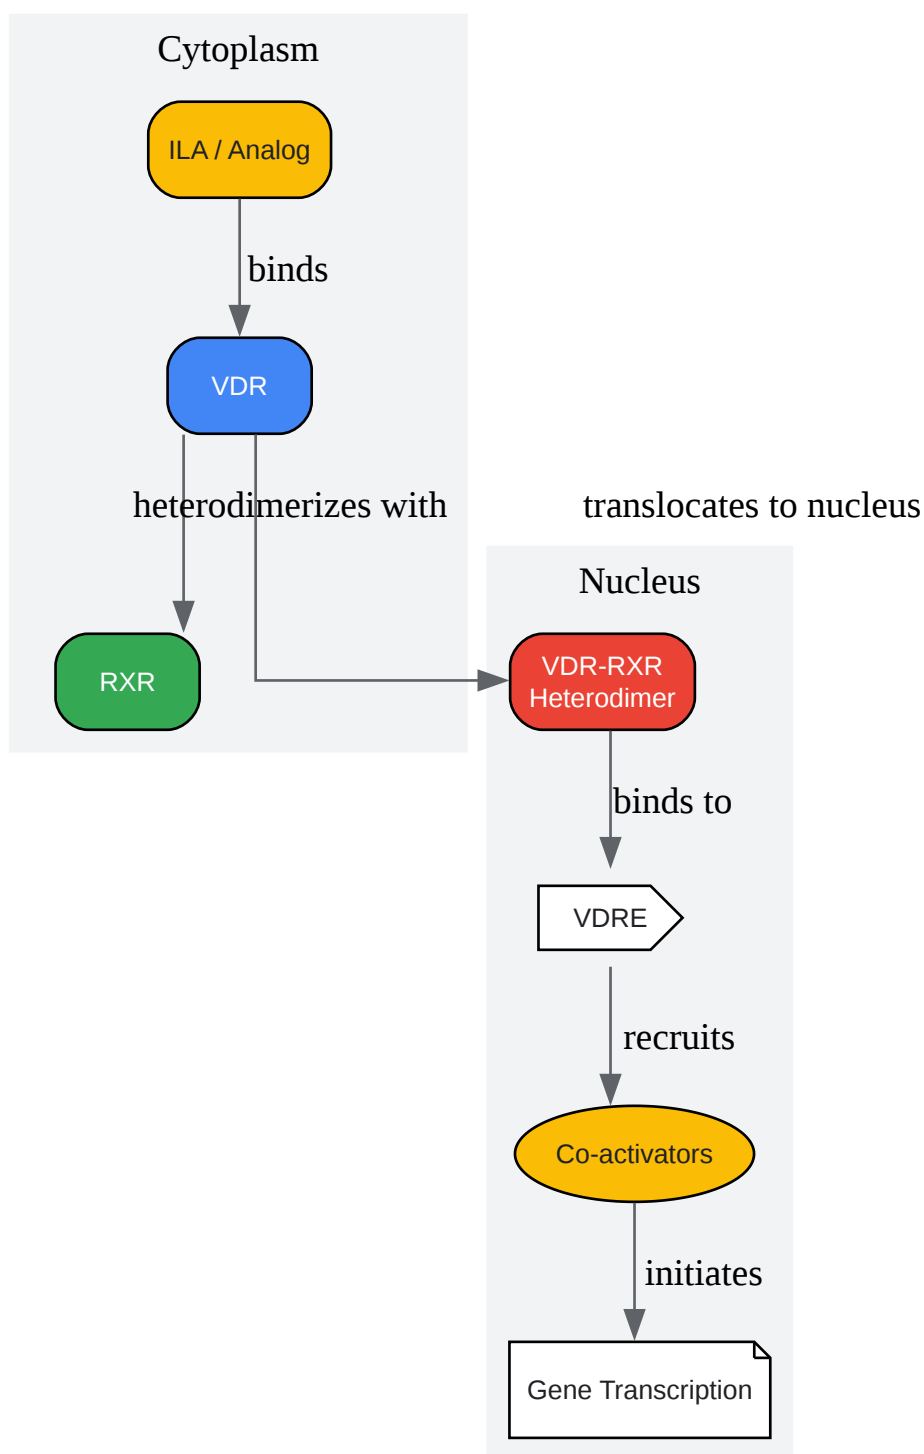 Cytoplasm
ILA / Analog
binds
VDR
heterodimerizes with
translocates to nucleus
Nucleus
RXR
VDR-RXR
Heterodimer
binds to
VDRE
recruits
Co-activators
initiates
Gene Transcription